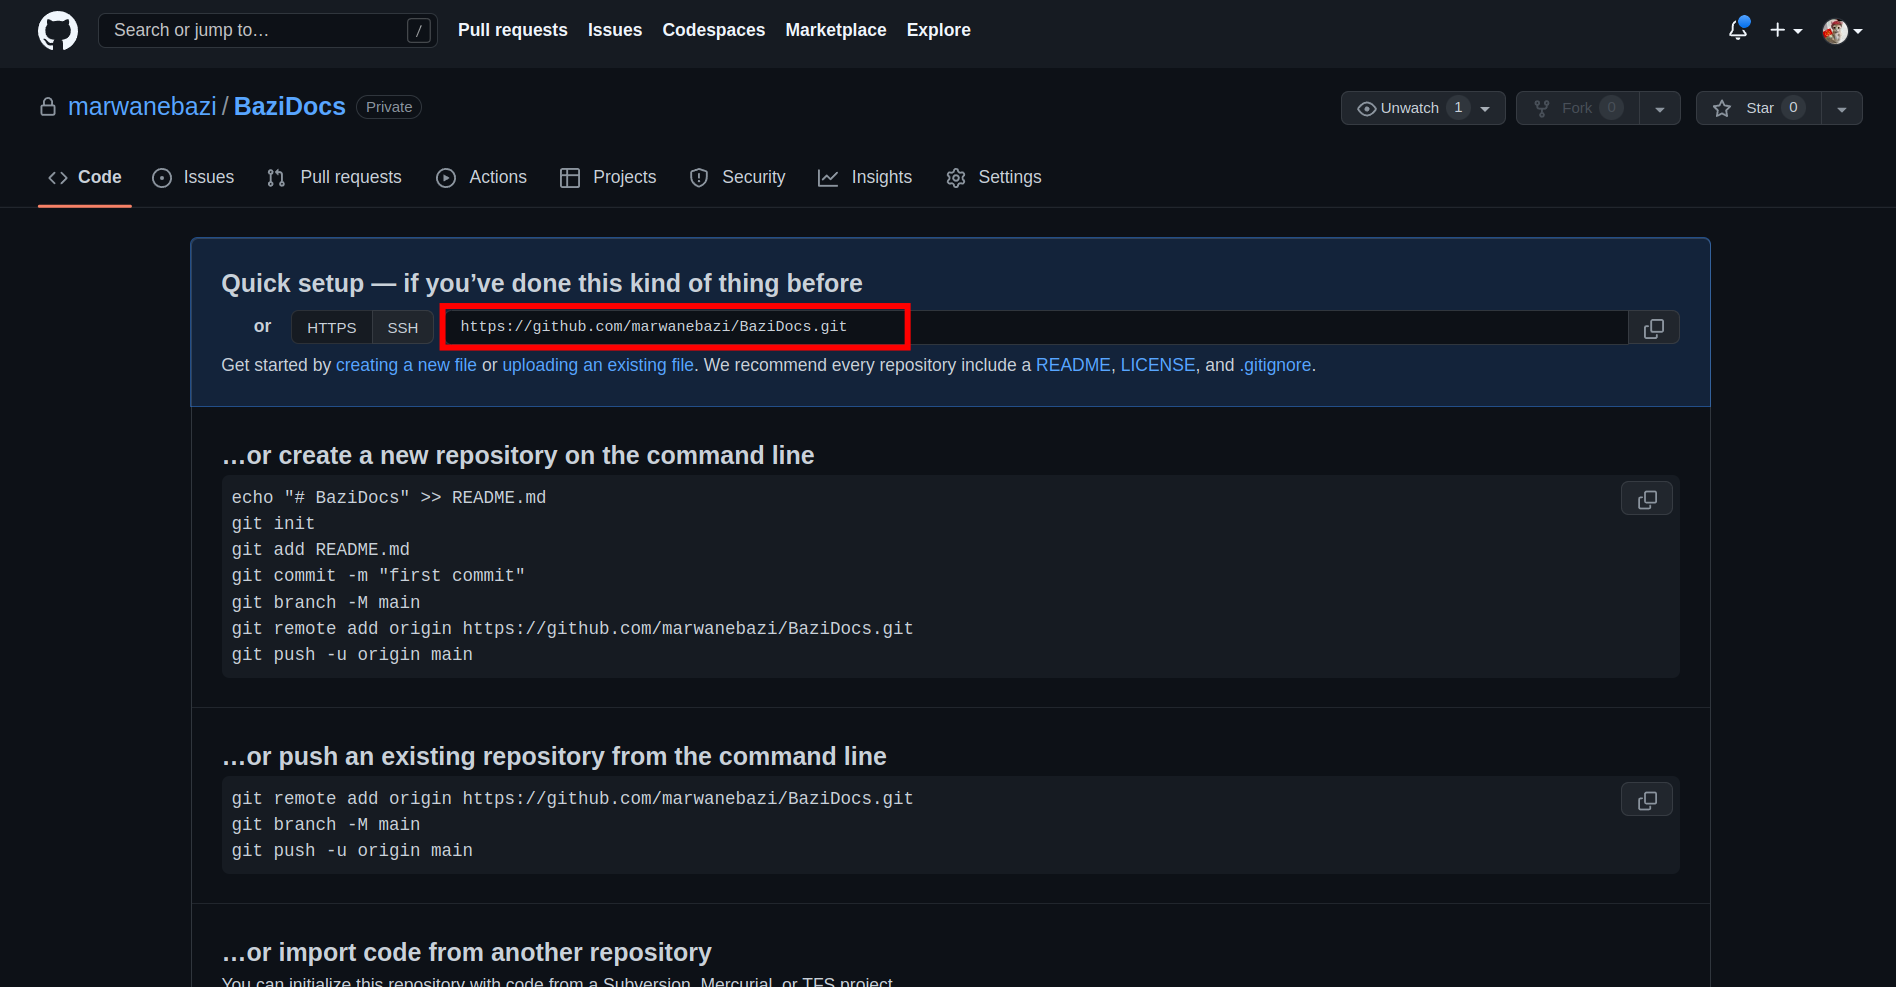 Search or jump to… /
Pull requests Issues Codespaces Marketplace Explore
marwanebazi / BaziDocs Private
Unwatch 1 Fork 0 Star 0
Code Issues Pull requests Actions Projects Security Insights Settings
Quick setup — if you’ve done this kind of thing before
or HTTPS SSH https://github.com/marwanebazi/BaziDocs.git
Get started by creating a new file or uploading an existing file. We recommend every repository include a README, LICENSE, and .gitignore.
…or create a new repository on the command line
echo "# BaziDocs" >> README.md
git init
git add README.md
git commit -m "first commit"
git branch -M main
git remote add origin https://github.com/marwanebazi/BaziDocs.git
git push -u origin main
…or push an existing repository from the command line
git remote add origin https://github.com/marwanebazi/BaziDocs.git
git branch -M main
git push -u origin main
…or import code from another repository
You can initialize this repository with code from a Subversion, Mercurial, or TFS project.